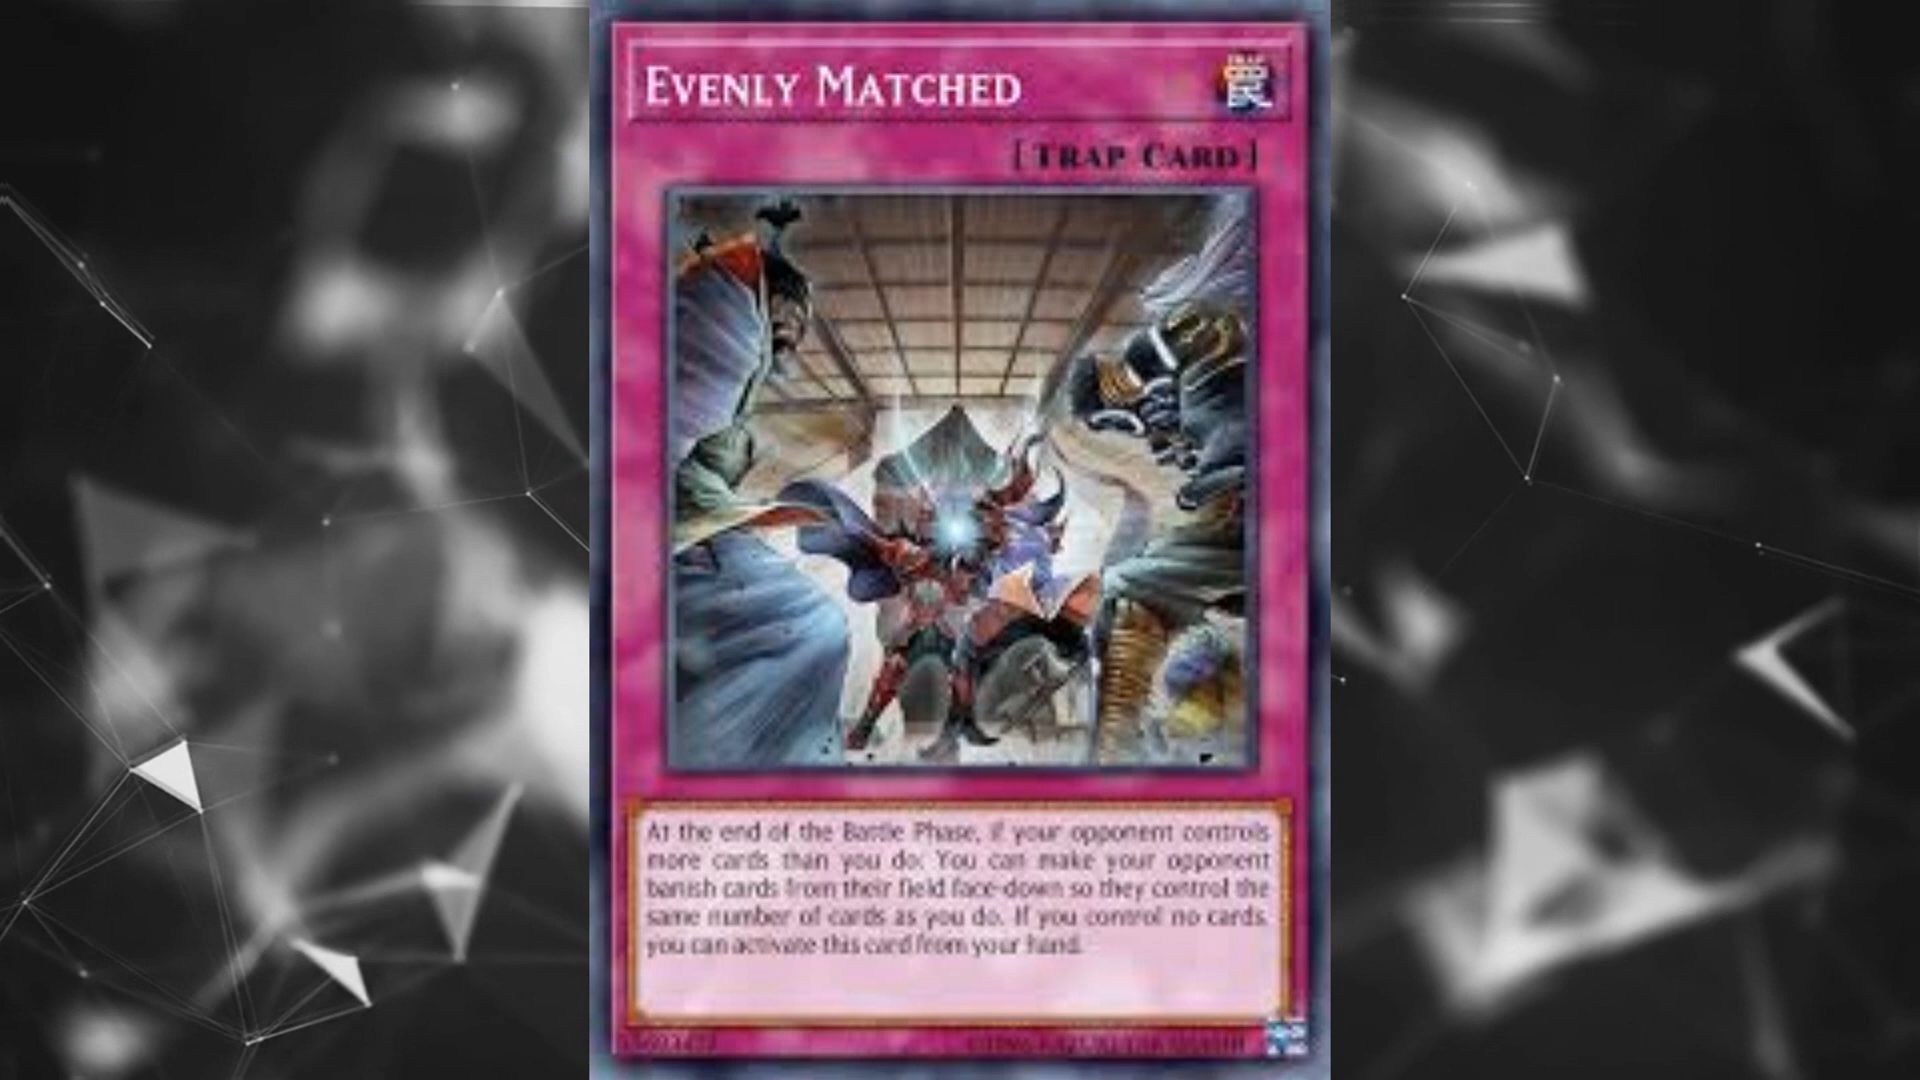 EVENLY MATCHED
[ TRAP CARD ]
At the end of the Battle Phase, if your opponent controls
more cards than you do: You can make your opponent
banish cards from their field face-down so they control the
same number of cards as you do. If you control no cards,
you can activate this card from your hand.